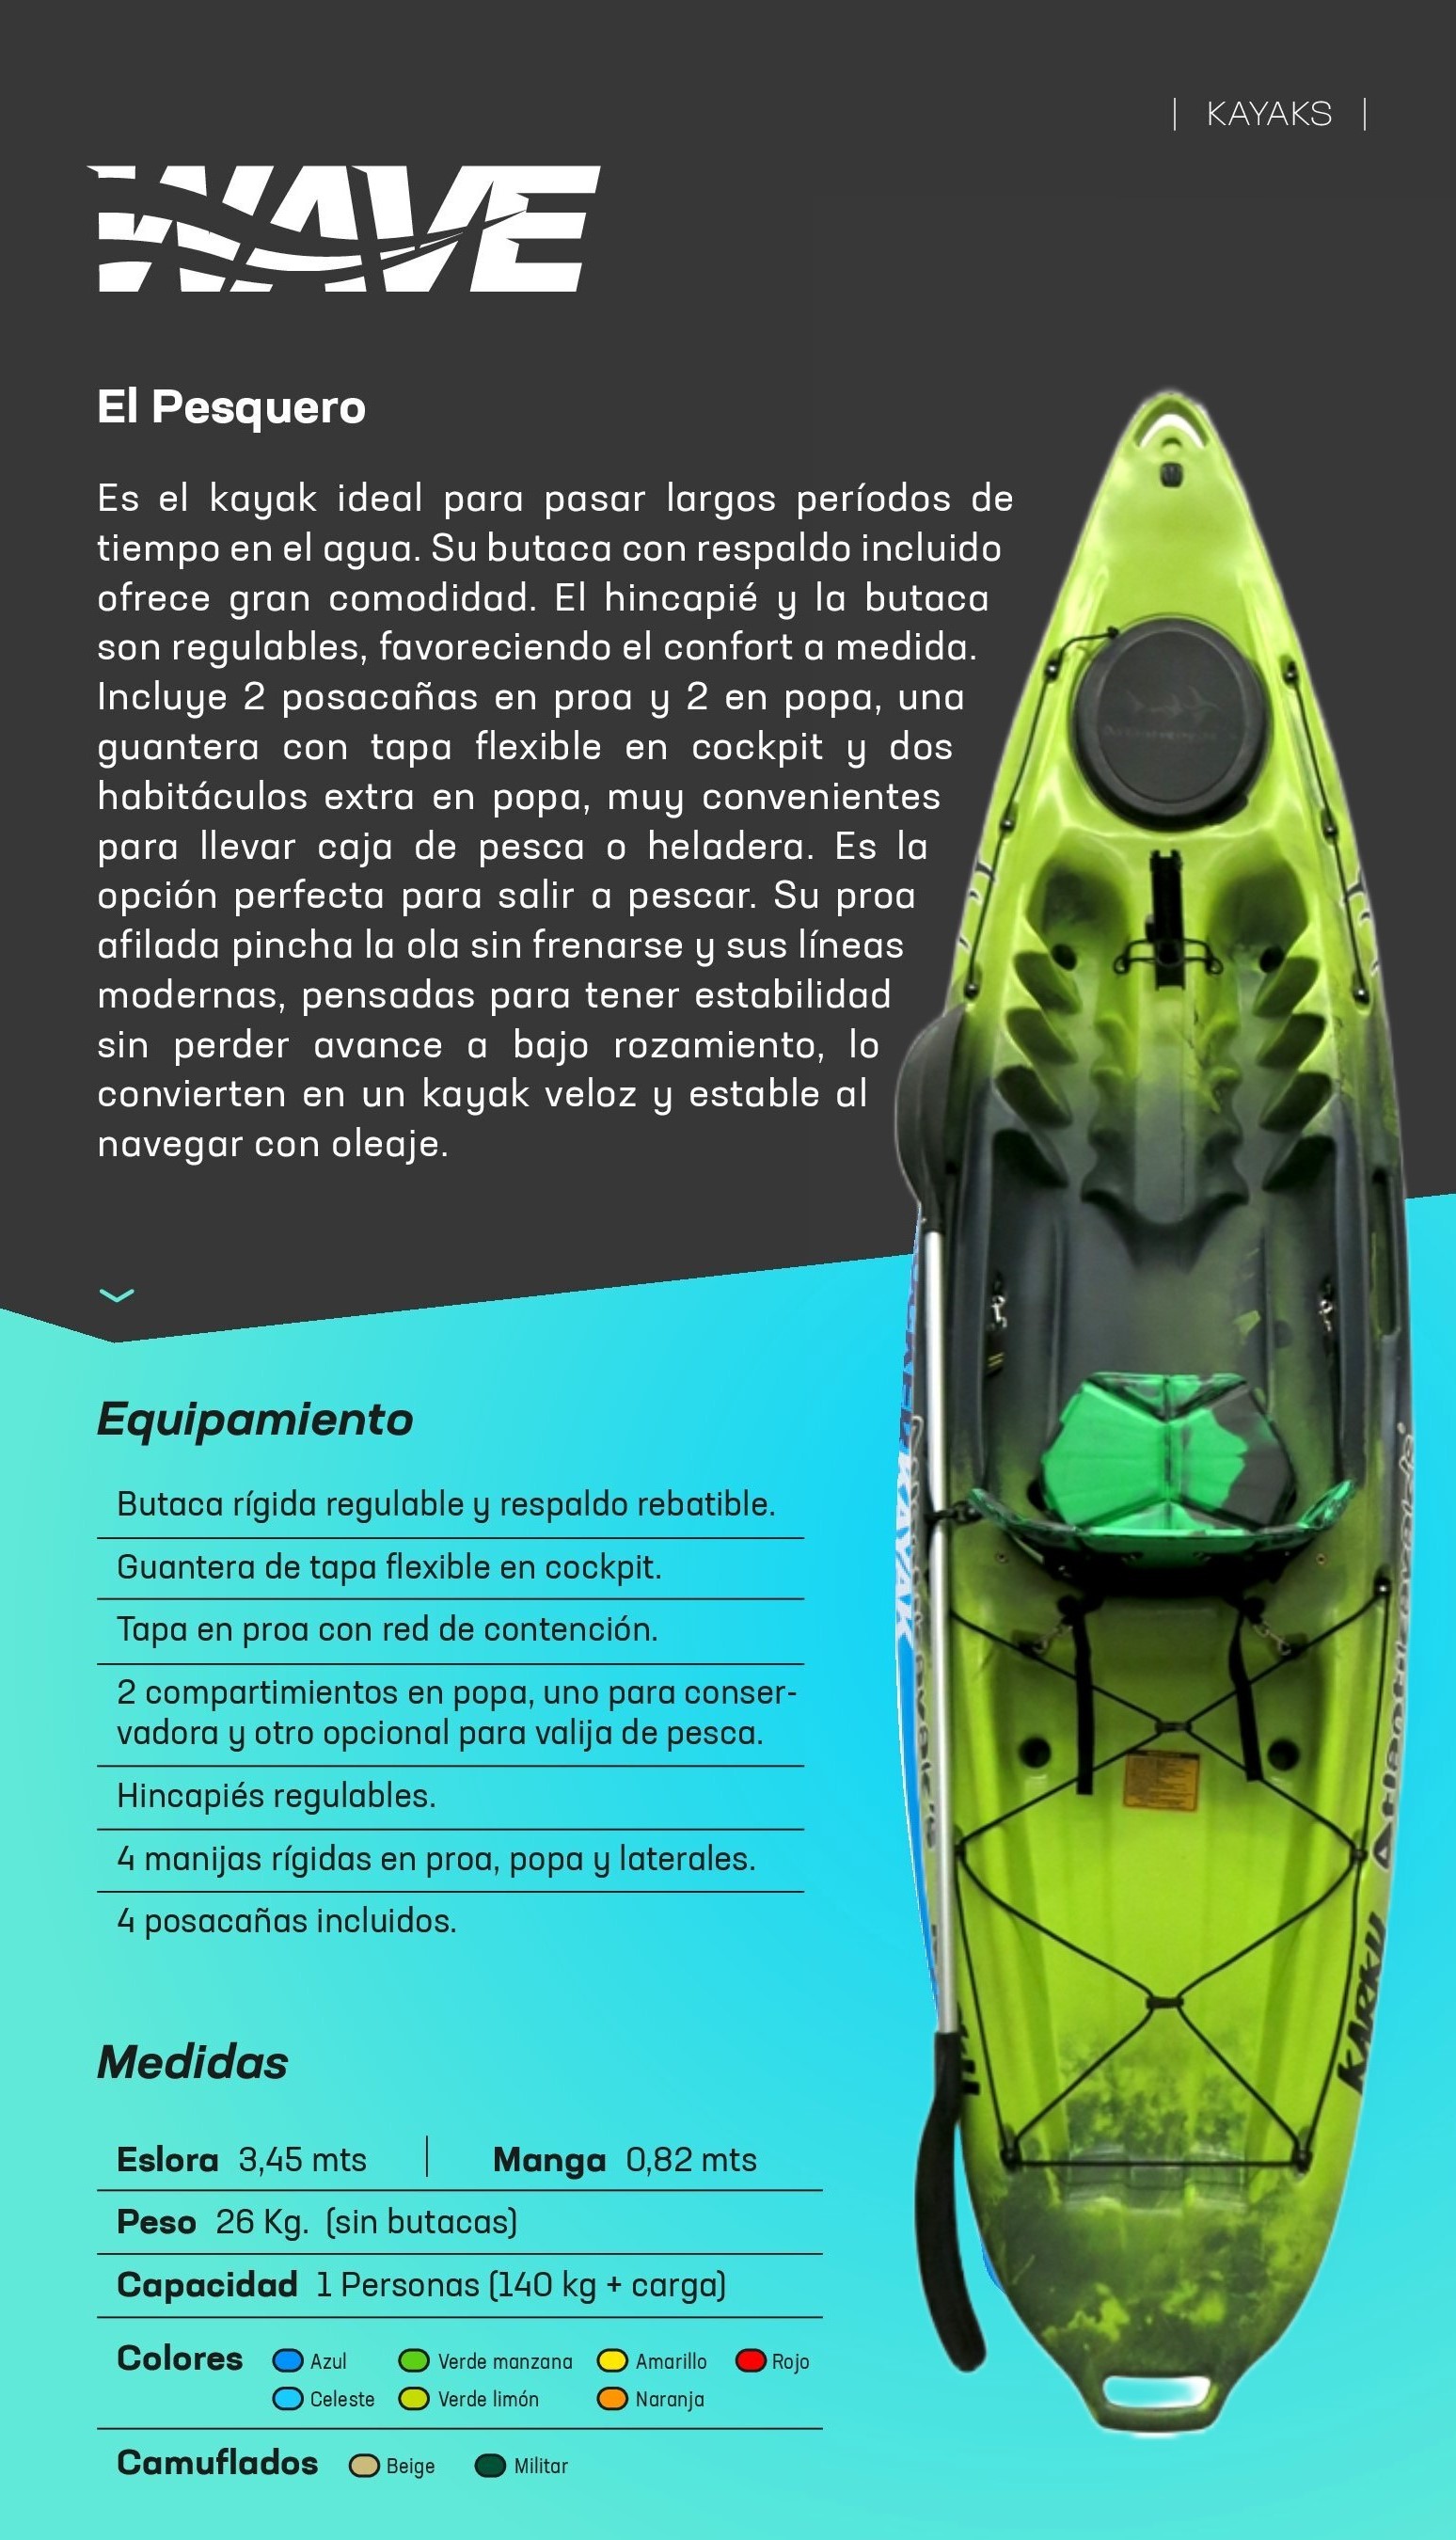 KAYAKS
WAVE
El Pesquero
Es el kayak ideal para pasar largos períodos de
tiempo en el agua. Su butaca con respaldo incluido
ofrece gran comodidad. El hincapié y la butaca
son regulables, favoreciendo el confort a medida.
Incluye 2 posacañas en proa y 2 en popa, una
guantera con tapa flexible en cockpit y dos
habitáculos extra en popa, muy convenientes
para llevar caja de pesca o heladera. Es la
opción perfecta para salir a pescar. Su proa
afilada pincha la ola sin frenarse y sus líneas
modernas, pensadas para tener estabilidad
sin perder avance a bajo rozamiento, lo
convierten en un kayak veloz y estable al
navegar con oleaje.
Equipamiento
Butaca rígida regulable y respaldo rebatible.
Guantera de tapa flexible en cockpit.
Tapa en proa con red de contención.
2 compartimientos en popa, uno para conser-
vadora y otro opcional para valija de pesca.
Hincapiés regulables.
4 manijas rígidas en proa, popa y laterales.
4 posacañas incluidos.
Medidas
Eslora 3,45 mts | Manga 0,82 mts
Peso 26 Kg. (sin butacas)
Capacidad 1 Personas (140 kg + carga)
Colores Azul Verde manzana Amarillo Rojo
Celeste Verde limón Naranja
Camuflados Beige Militar
KAYAK
KARKU